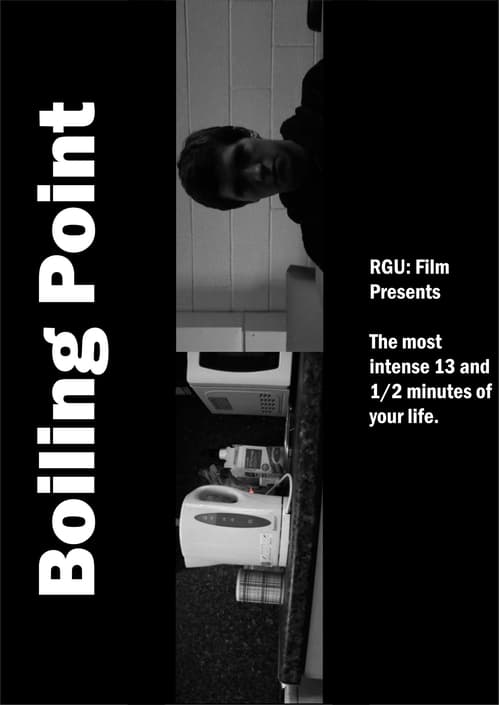 Boiling Point
RGU: Film
Presents
The most
intense 13 and
1/2 minutes of
your life.